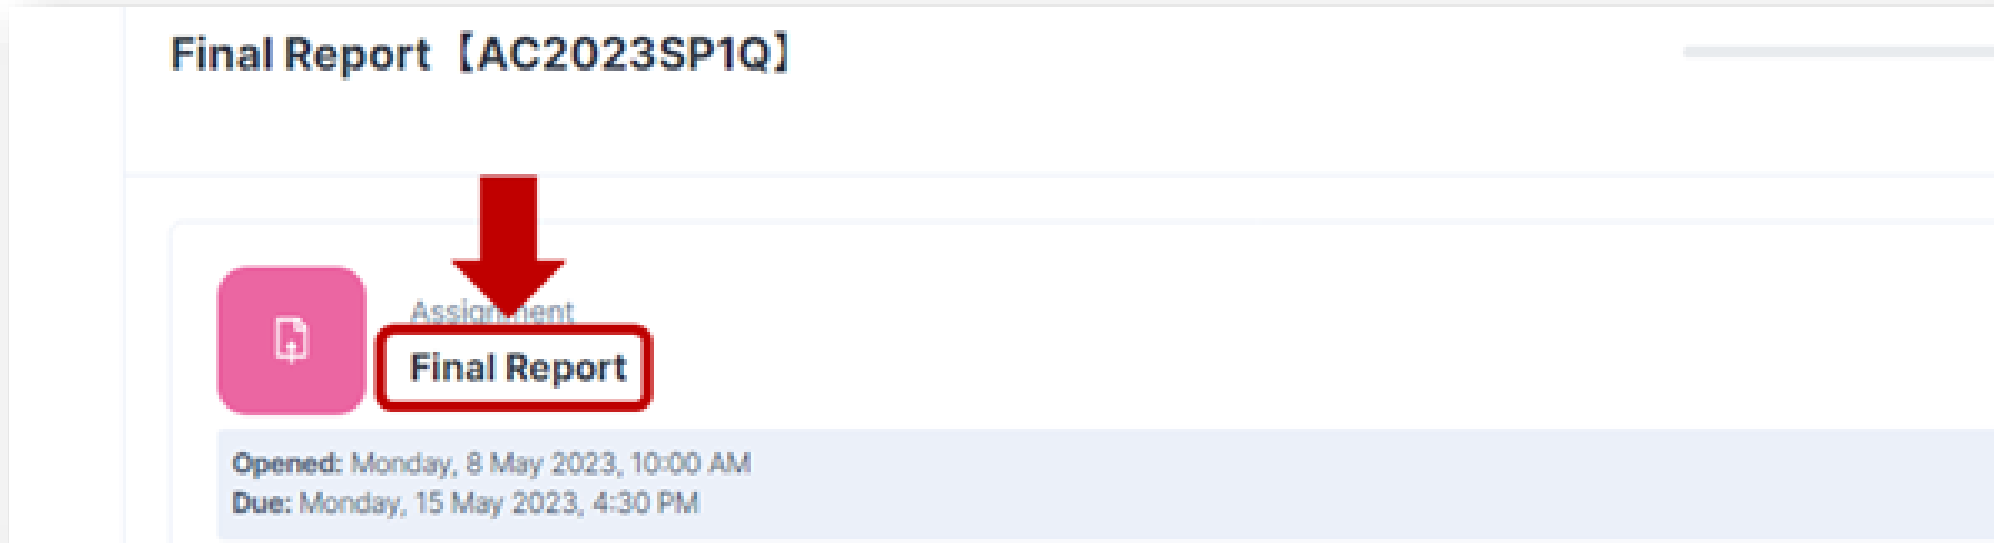 Final Report【AC2023SP1Q】
Assignment
Final Report
Opened: Monday, 8 May 2023, 10:00 AM
Due: Monday, 15 May 2023, 4:30 PM